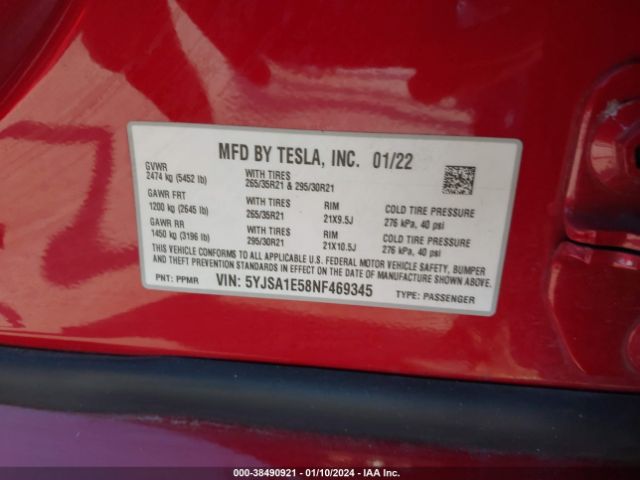 MFD BY TESLA, INC. 01/22
GVWR WITH TIRES
2474 kg (5452 lb) 265/35R21 & 295/30R21
GAWR FRT WITH TIRES RIM COLD TIRE PRESSURE
1200 kg (2645 lb) 265/35R21 21X9.5J 276 kPa, 40 psi
GAWR RR WITH TIRES RIM COLD TIRE PRESSURE
1450 kg (3196 lb) 295/30R21 21X10.5J 276 kPa, 40 psi
THIS VEHICLE CONFORMS TO ALL APPLICABLE U.S. FEDERAL MOTOR VEHICLE SAFETY, BUMPER
AND THEFT PREVENTION STANDARDS IN EFFECT ON THE DATE OF MANUFACTURE SHOWN ABOVE.
PNT: PPMR VIN: 5YJSA1E58NF469345 TYPE: PASSENGER
000-38490921 - 01/10/2024 - IAAI.COM